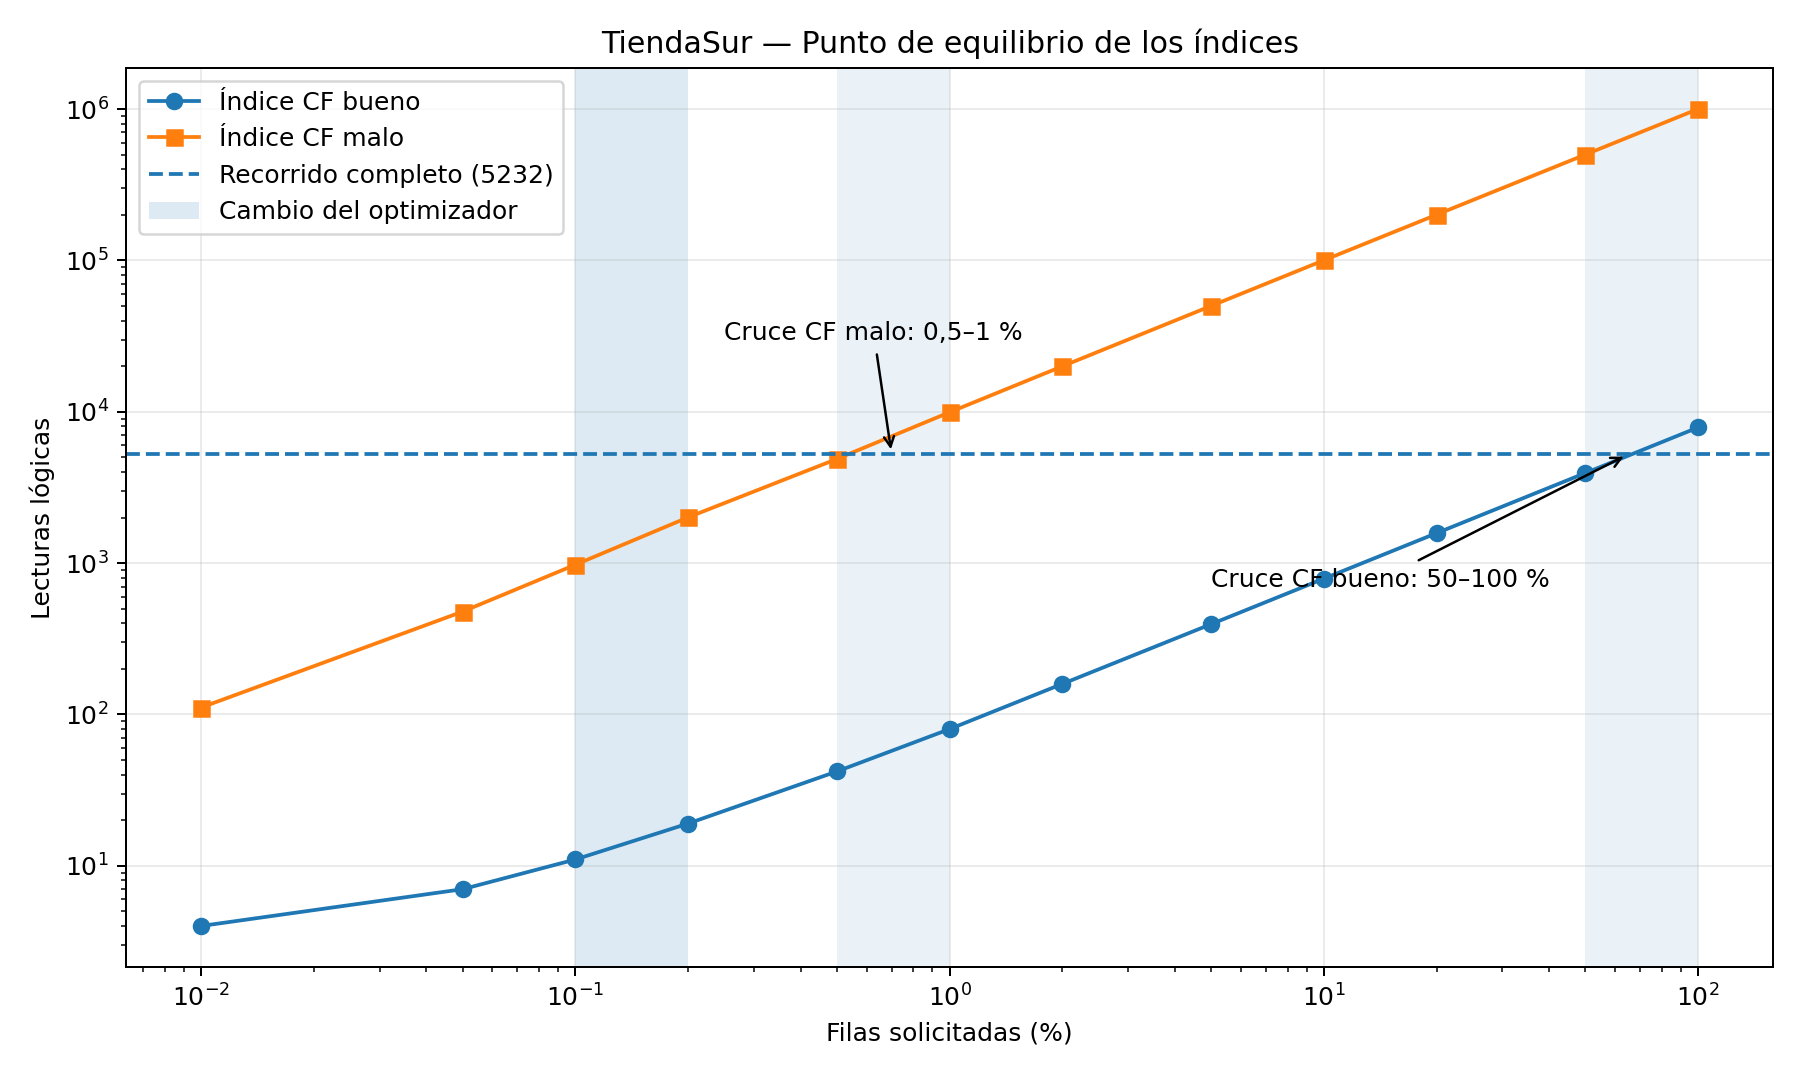 TiendaSur — Punto de equilibrio de los índices
Índice CF bueno
Índice CF malo
Recorrido completo (5232)
Cambio del optimizador
Cruce CF malo: 0,5–1 %
Cruce CF bueno: 50–100 %
Lecturas lógicas
10⁶
10⁵
10⁴
10³
10²
10¹
10⁻² 10⁻¹ 10⁰ 10¹ 10²
Filas solicitadas (%)